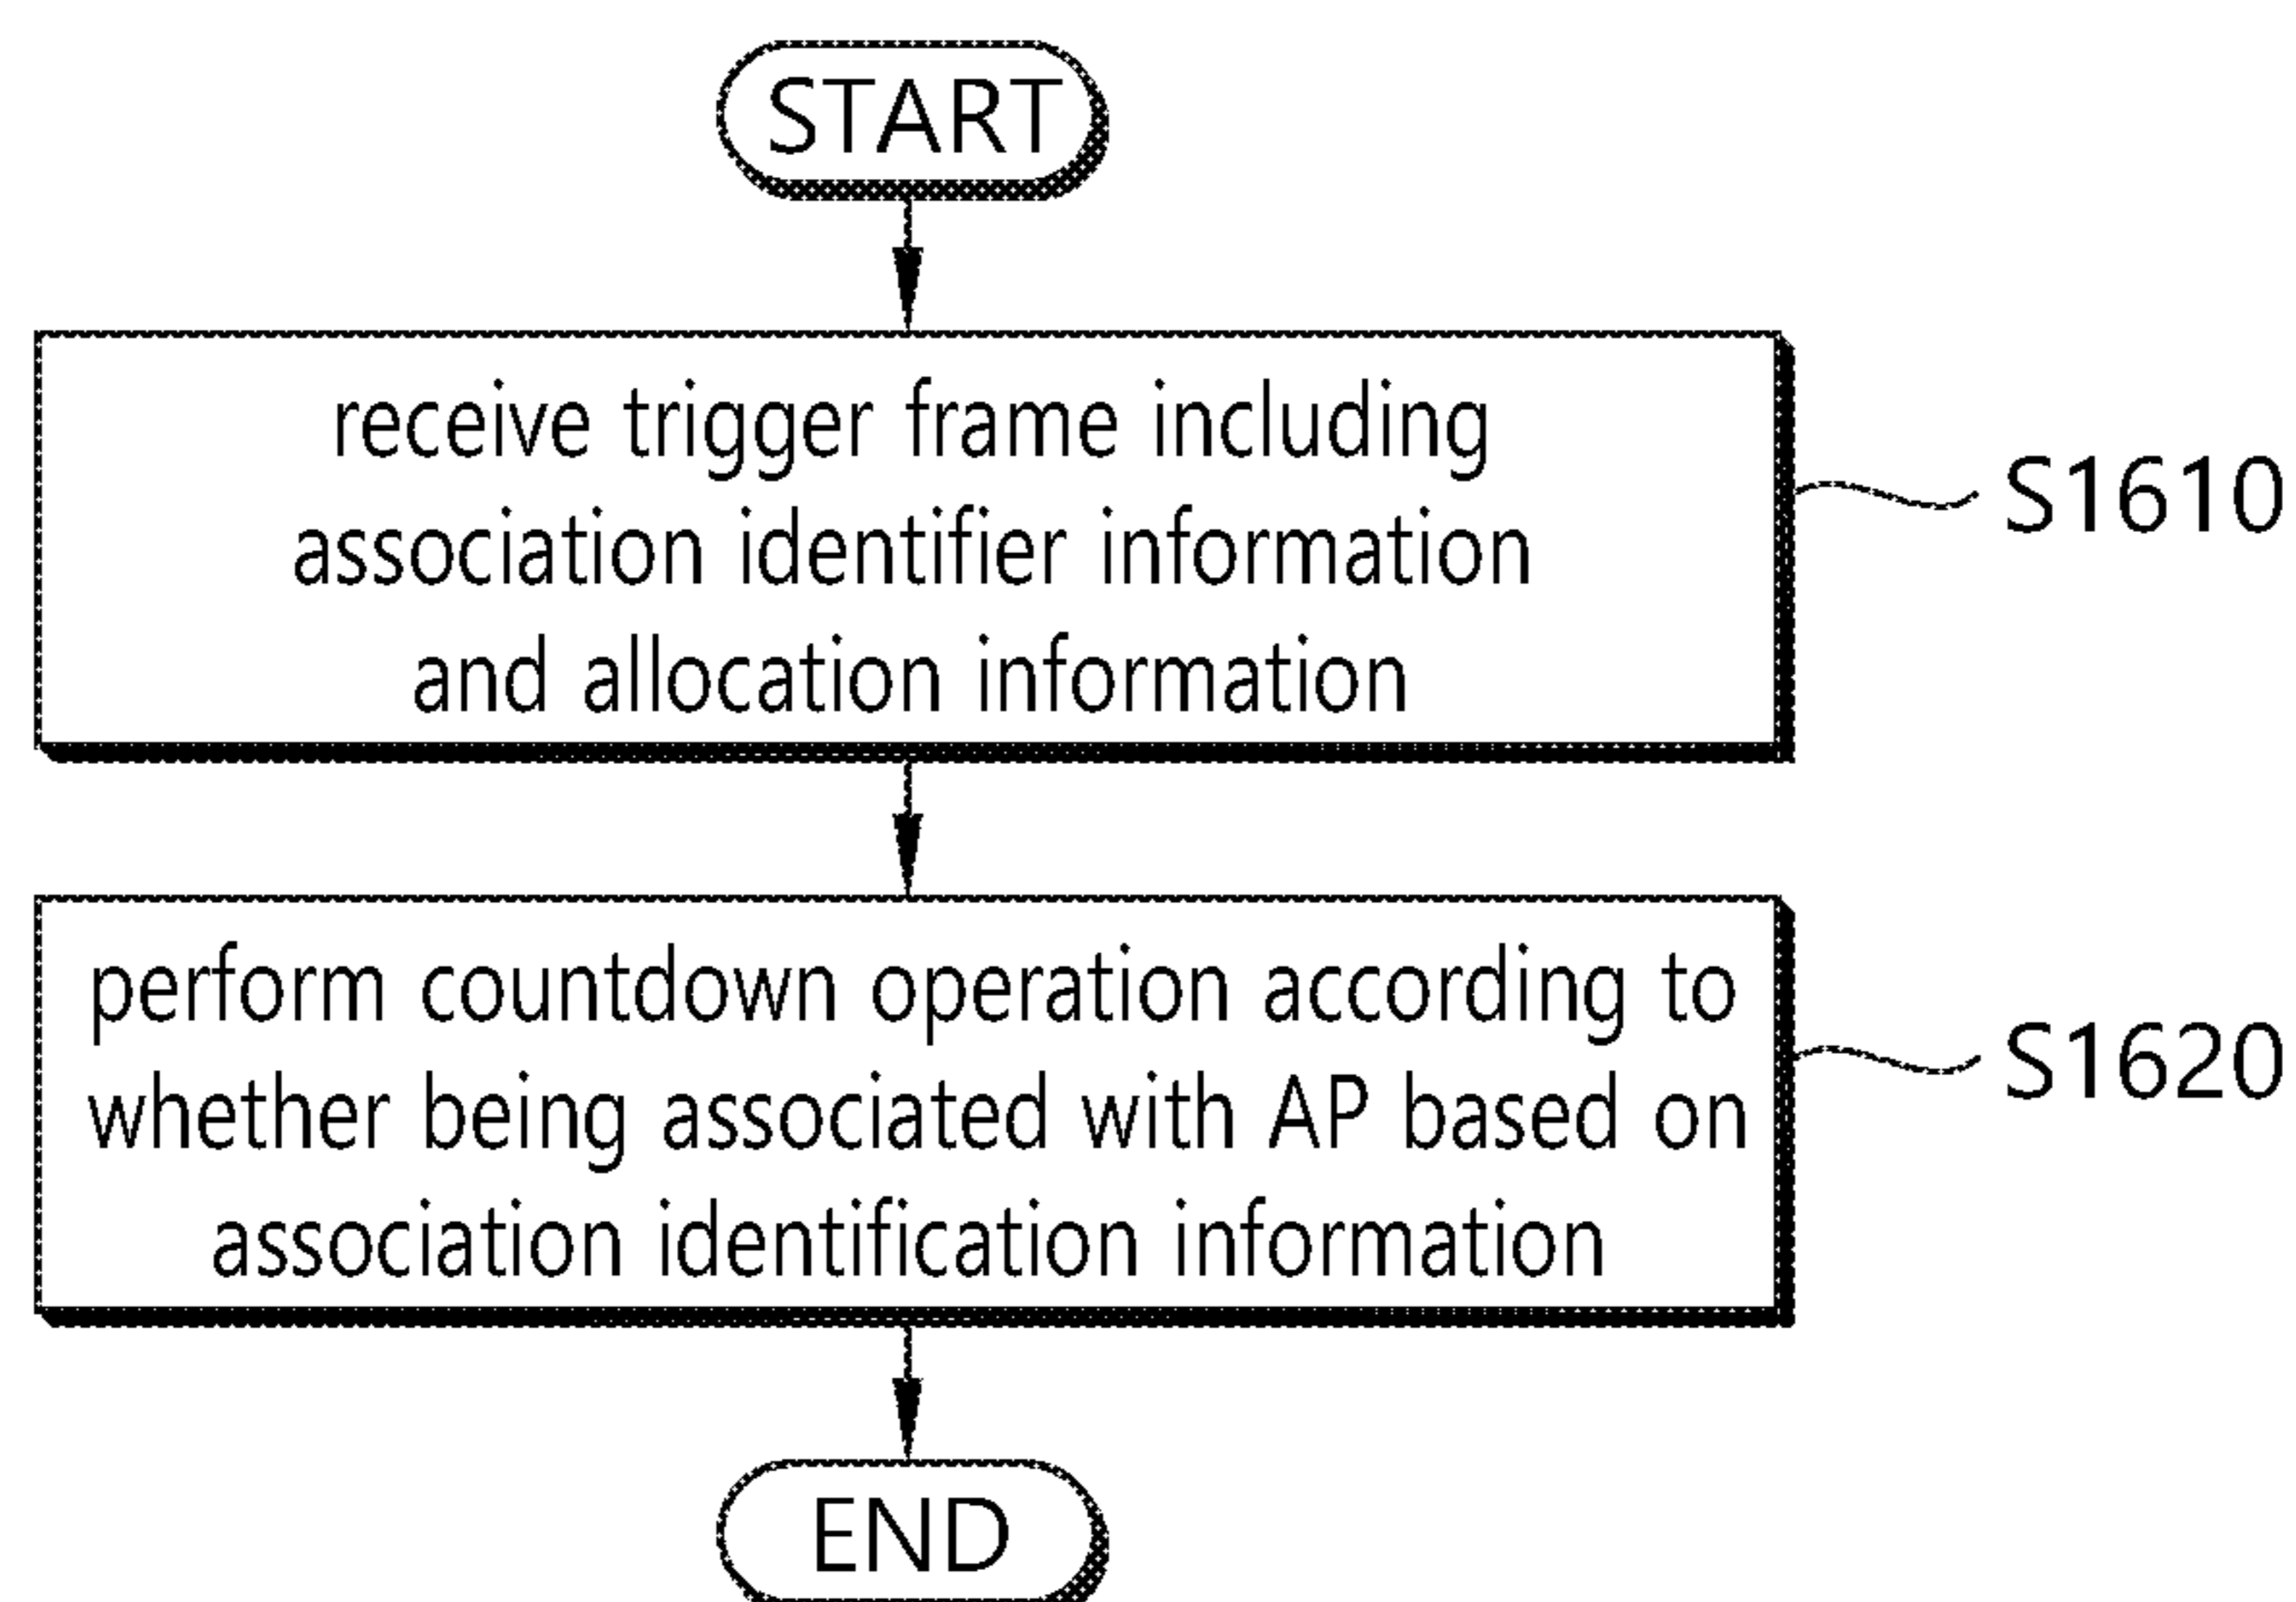 START
receive trigger frame including
association identifier information
and allocation information
S1610
perform countdown operation according to
whether being associated with AP based on
association identification information
S1620
END